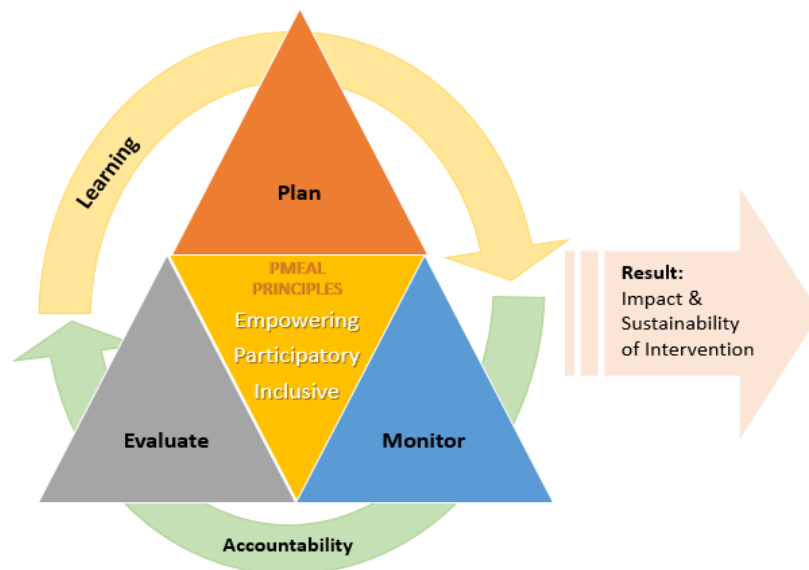 Learning
Plan
PMEAL
PRINCIPLES
Empowering
Participatory
Inclusive
Evaluate
Monitor
Accountability
Result:
Impact &
Sustainability
of Intervention